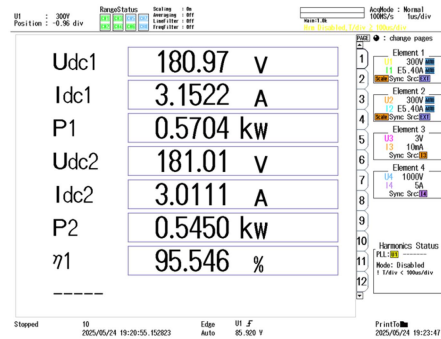 U1 : 300V
Position : -0.96 div
RangeStatus
Scaling : On
Averaging : Off
LineFilter : Off
FreqFilter : Off
Main:1.0k
AcqMode : Normal
100MS/s 1us/div
PAGE : change pages
Udc1 180.97 V
Idc1 3.1522 A
P1 0.5704 kW
Udc2 181.01 V
Idc2 3.0111 A
P2 0.5450 kW
η1 95.546 %
-----
1
2
3
4
5
6
7
8
9
10
11
12
Element 1
U1 300V
I1 E5.40A
Scale Sync Src:EXT
Element 2
U2 300V
I2 E5.40A
Scale Sync Src:EXT
Element 3
U3 3V
I3 10mA
Sync Src:I3
Element 4
U4 1000V
I4 5A
Sync Src:I4
Harmonics Status
PLL:U1 -------
Mode: Disabled
! T/div < 100us/div
Stopped 10 Edge U1 PrintTo
2025/05/24 19:20:55.152823 Auto 85.920 V 2025/05/24 19:23:47